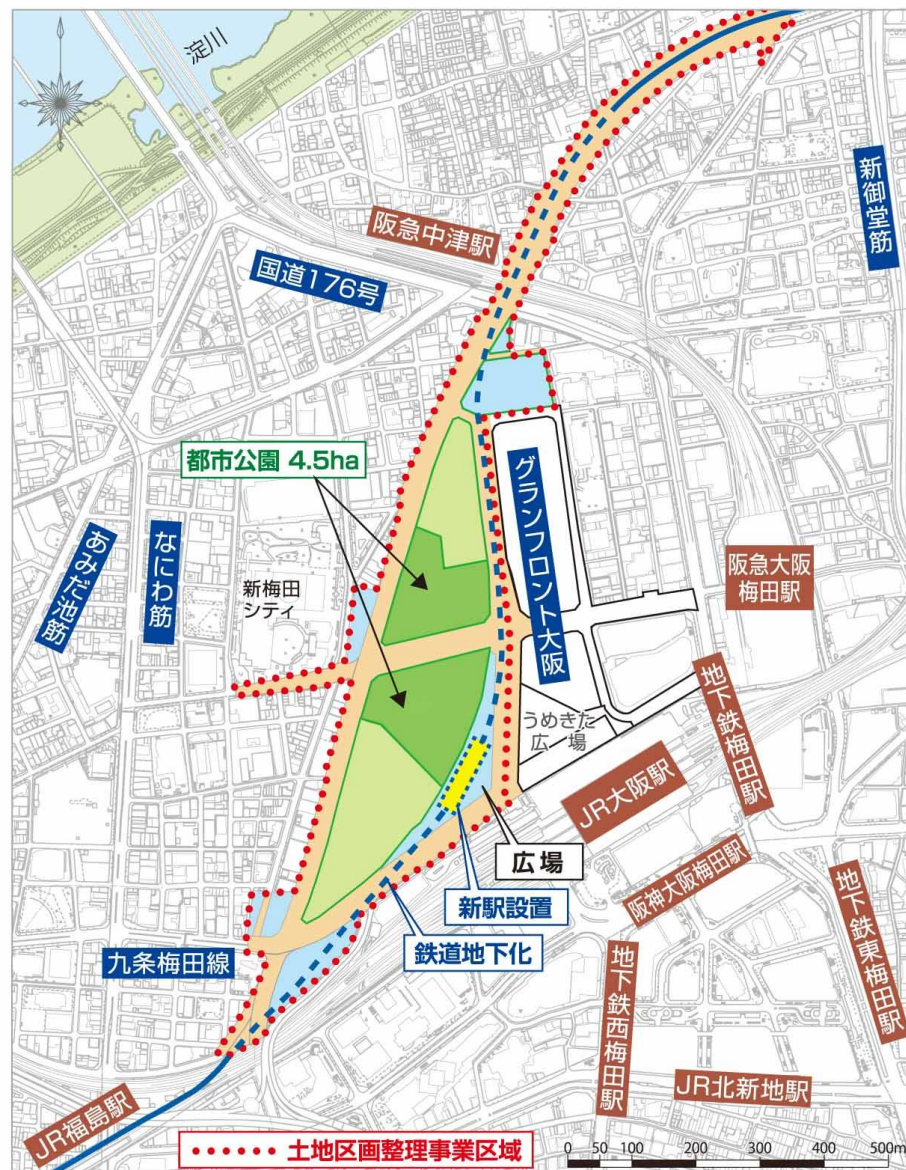 淀川
阪急中津駅
国道176号
新御堂筋
都市公園 4.5ha
グランフロント大阪
あみだ池筋
なにわ筋
新梅田
シティ
阪急大阪
梅田駅
うめきた
広場
地下鉄梅田駅
JR大阪駅
広場
阪神大阪梅田駅
新駅設置
地下鉄東梅田駅
九条梅田線
鉄道地下化
地下鉄西梅田駅
JR北新地駅
JR福島駅
土地区画整理事業区域
0 50 100 200 300 400 500m